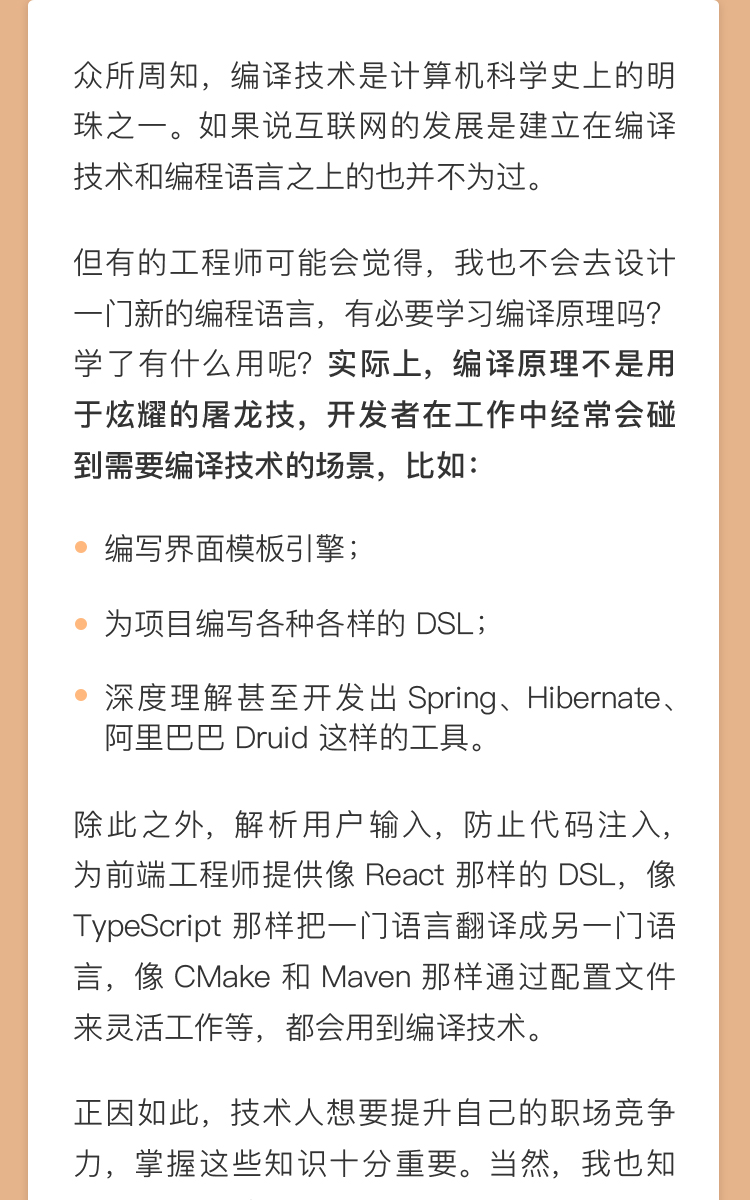 众所周知，编译技术是计算机科学史上的明
珠之一。如果说互联网的发展是建立在编译
技术和编程语言之上的也并不为过。
但有的工程师可能会觉得，我也不会去设计
一门新的编程语言，有必要学习编译原理吗？
学了有什么用呢？实际上，编译原理不是用
于炫耀的屠龙技，开发者在工作中经常会碰
到需要编译技术的场景，比如：
编写界面模板引擎；
为项目编写各种各样的 DSL；
深度理解甚至开发出 Spring、Hibernate、
阿里巴巴 Druid 这样的工具。
除此之外，解析用户输入，防止代码注入，
为前端工程师提供像 React 那样的 DSL，像
TypeScript 那样把一门语言翻译成另一门语
言，像 CMake 和 Maven 那样通过配置文件
来灵活工作等，都会用到编译技术。
正因如此，技术人想要提升自己的职场竞争
力，掌握这些知识十分重要。当然，我也知